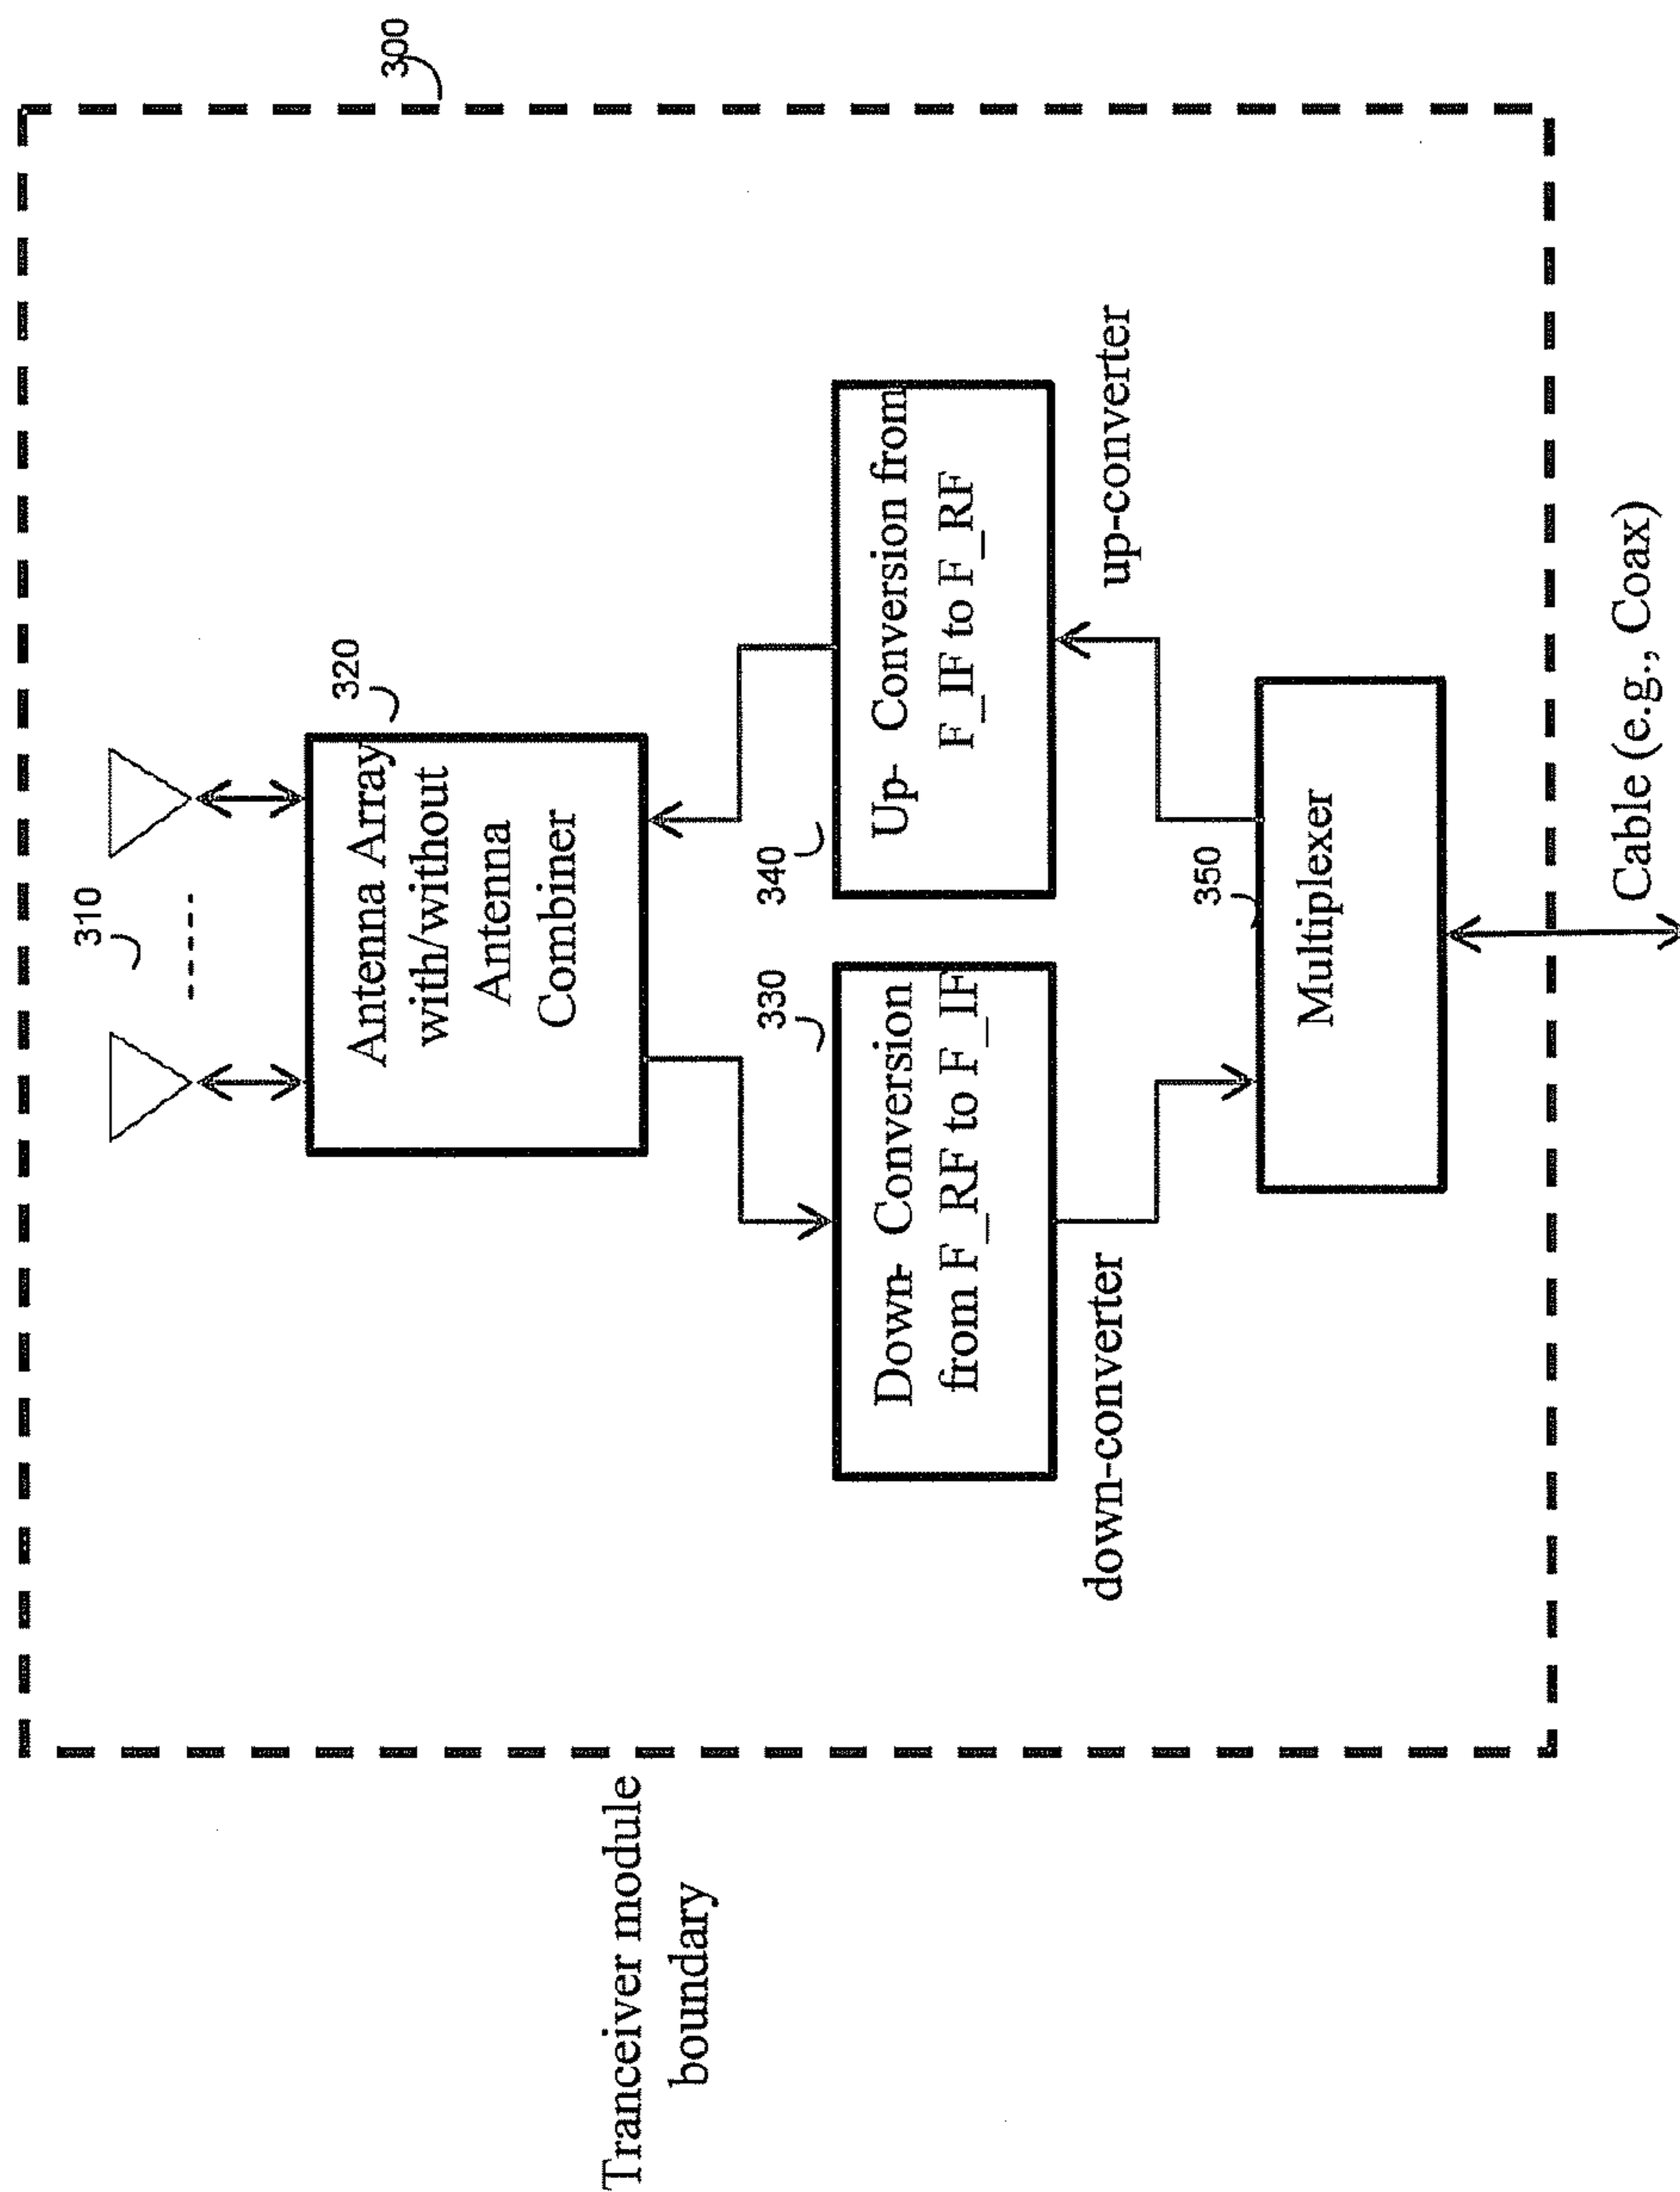 300
310
320
Antenna Array
with/without
Antenna
Combiner
Tranceiver module
boundary
330
Down- Conversion
from F_RF to F_IF
340
Up- Conversion from
F_IF to F_RF
down-converter
up-converter
350
Multiplexer
Cable (e.g., Coax)